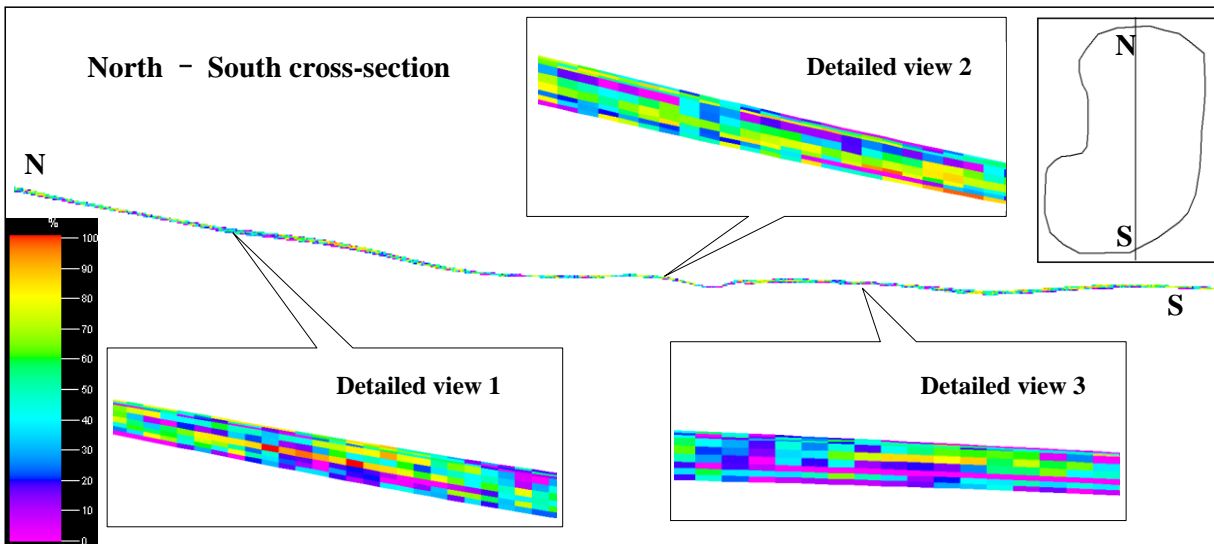 North – South cross-section
Detailed view 2
N
S
N
S
%
100
90
80
70
60
50
40
30
20
10
0
Detailed view 1
Detailed view 3